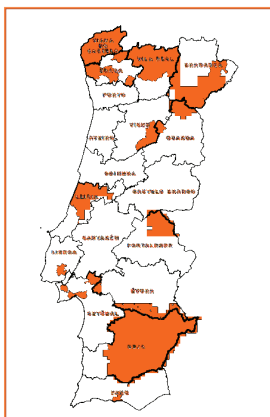 VIANA
DO
CASTELO
BRAGA
VILA REAL
BRAGANÇA
PORTO
AVEIRO
VISEU
GUARDA
COIMBRA
CASTELO BRANCO
LEIRIA
SANTARÉM
PORTALEGRE
LISBOA
ÉVORA
SETÚBAL
BEJA
FARO